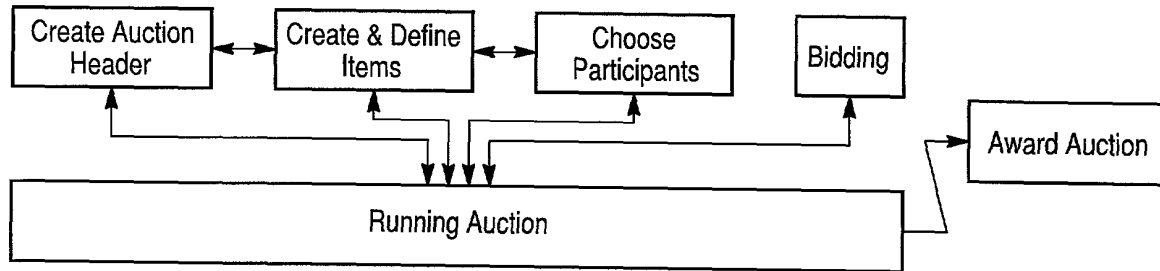 Create Auction
Header
Create & Define
Items
Choose
Participants
Bidding
Award Auction
Running Auction